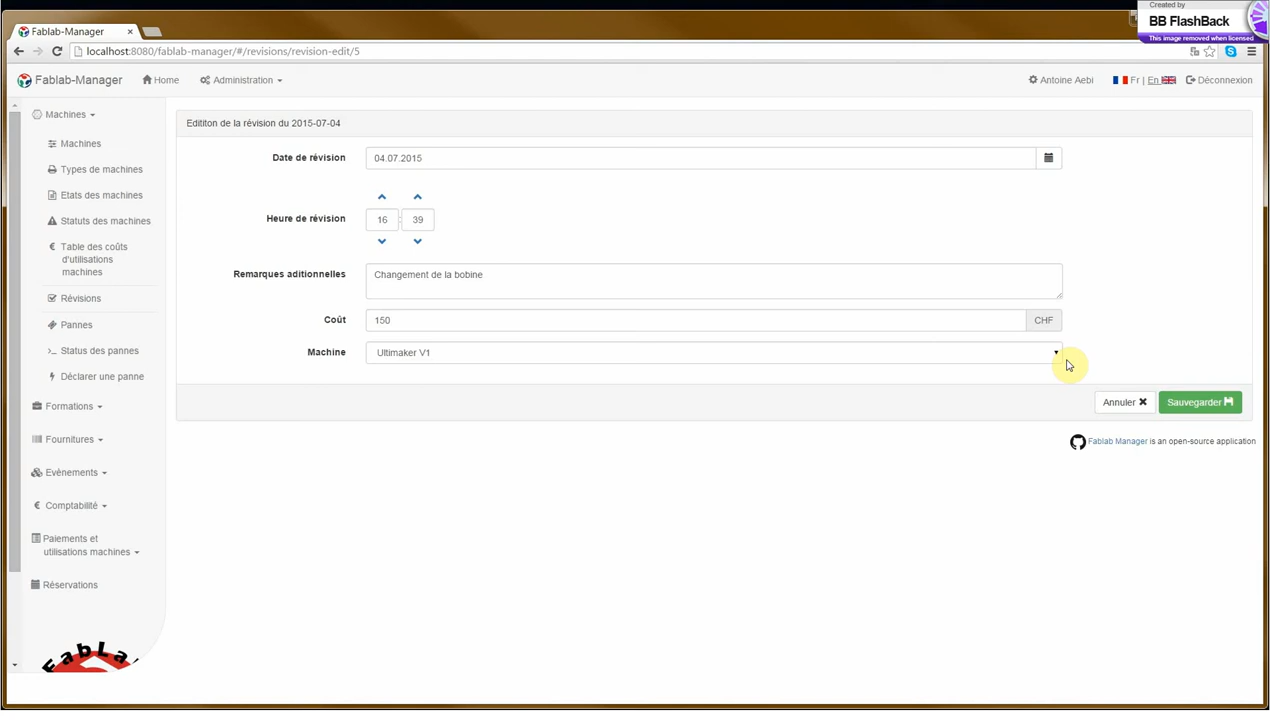 Created by
BB FlashBack
This image removed when licensed
Fablab-Manager
localhost:8080/fablab-manager/#/revisions/revision-edit/5
Fablab-Manager
Home
Administration
Antoine Aebi
Fr | En
Déconnexion
Machines
Machines
Types de machines
Etats des machines
Statuts des machines
Table des coûts
d'utilisations
machines
Révisions
Pannes
Status des pannes
Déclarer une panne
Formations
Fournitures
Evènements
Comptabilité
Paiements et
utilisations machines
Réservations
FabLa
Edititon de la révision du 2015-07-04
Date de révision
04.07.2015
Heure de révision
16 : 39
Remarques aditionnelles
Changement de la bobine
Coût
150
CHF
Machine
Ultimaker V1
Annuler
Sauvegarder
Fablab Manager is an open-source application